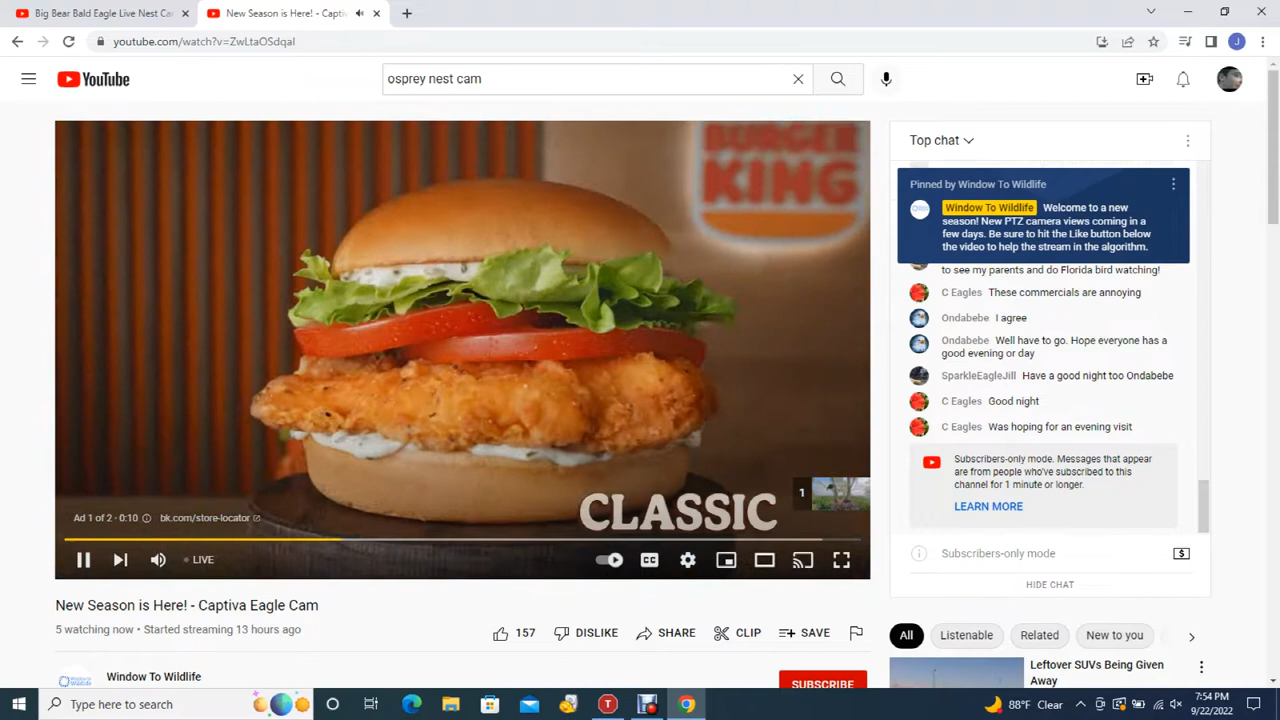 Big Bear Bald Eagle Live Nest Ca
New Season is Here! - Captiv
youtube.com/watch?v=ZwLtaOSdqaI
J
YouTube
osprey nest cam
BURGER
KING
CLASSIC
1
Ad 1 of 2 · 0:10
bk.com/store-locator
LIVE
CC
New Season is Here! - Captiva Eagle Cam
5 watching now • Started streaming 13 hours ago
157
DISLIKE
SHARE
CLIP
SAVE
Window To Wildlife
SUBSCRIBE
Top chat
Pinned by Window To Wildlife
Window To Wildlife Welcome to a new
season! New PTZ camera views coming in a
few days. Be sure to hit the Like button below
the video to help the stream in the algorithm.
to see my parents and do Florida bird watching!
C Eagles These commercials are annoying
Ondabebe I agree
Ondabebe Well have to go. Hope everyone has a
good evening or day
SparkleEagleJill Have a good night too Ondabebe
C Eagles Good night
C Eagles Was hoping for an evening visit
Subscribers-only mode. Messages that appear
are from people who've subscribed to this
channel for 1 minute or longer.
LEARN MORE
Subscribers-only mode
$
HIDE CHAT
All
Listenable
Related
New to you
Leftover SUVs Being Given
Away
Type here to search
T
88°F Clear
7:54 PM
9/22/2022